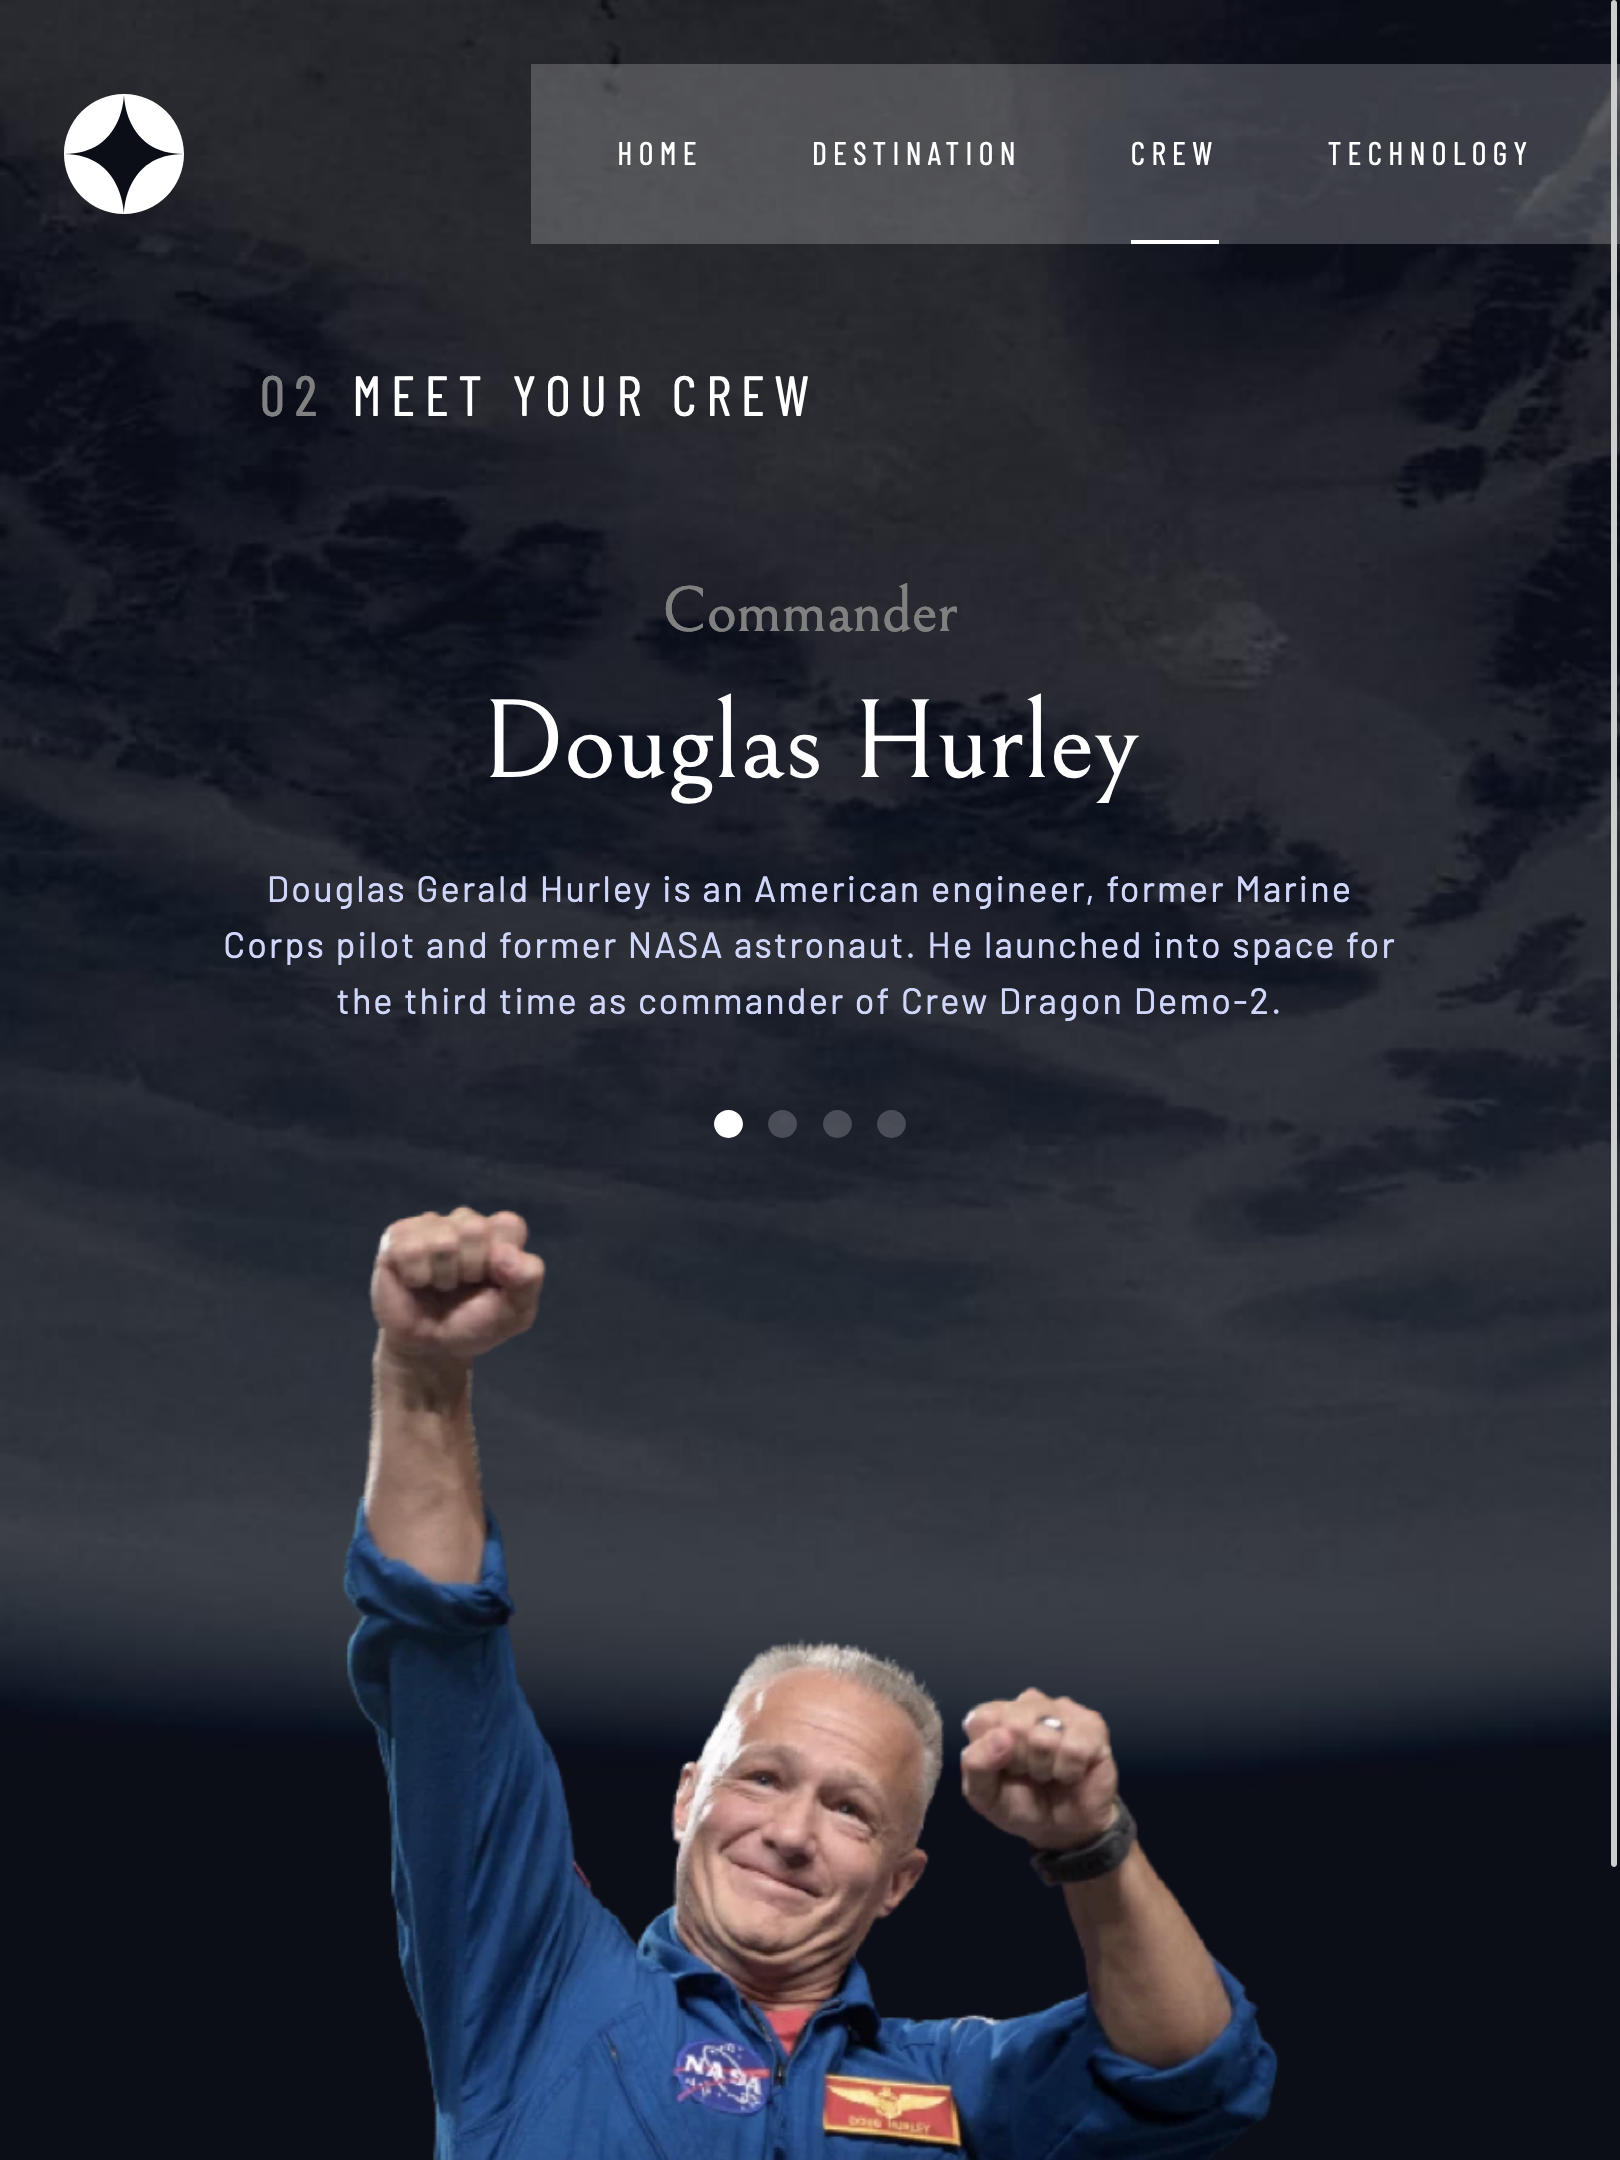 HOME DESTINATION CREW TECHNOLOGY
02 MEET YOUR CREW
Commander
Douglas Hurley
Douglas Gerald Hurley is an American engineer, former Marine
Corps pilot and former NASA astronaut. He launched into space for
the third time as commander of Crew Dragon Demo-2.
NASA
DOUG HURLEY